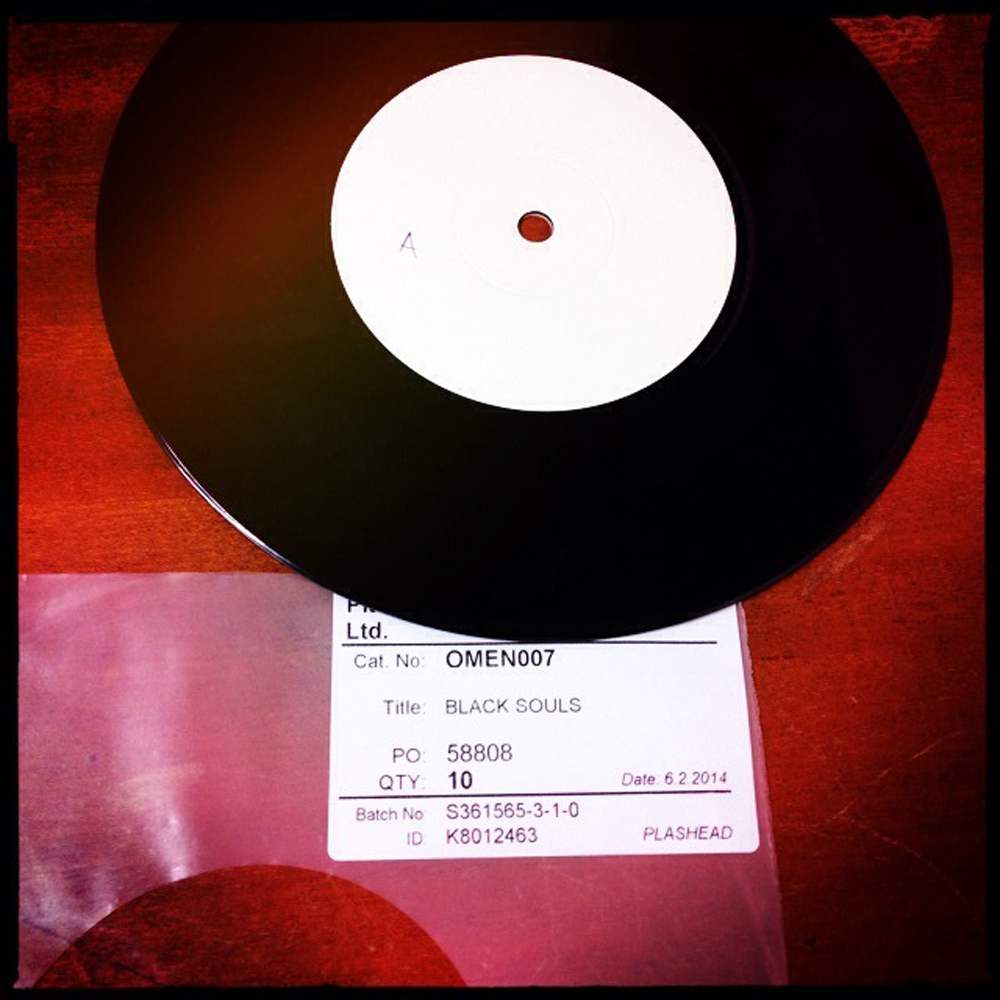 A
Ltd.
Cat. No: OMEN007
Title: BLACK SOULS
PO: 58808
QTY: 10 Date: 6.2.2014
Batch No S361565-3-1-0
ID: K8012463 PLASHEAD